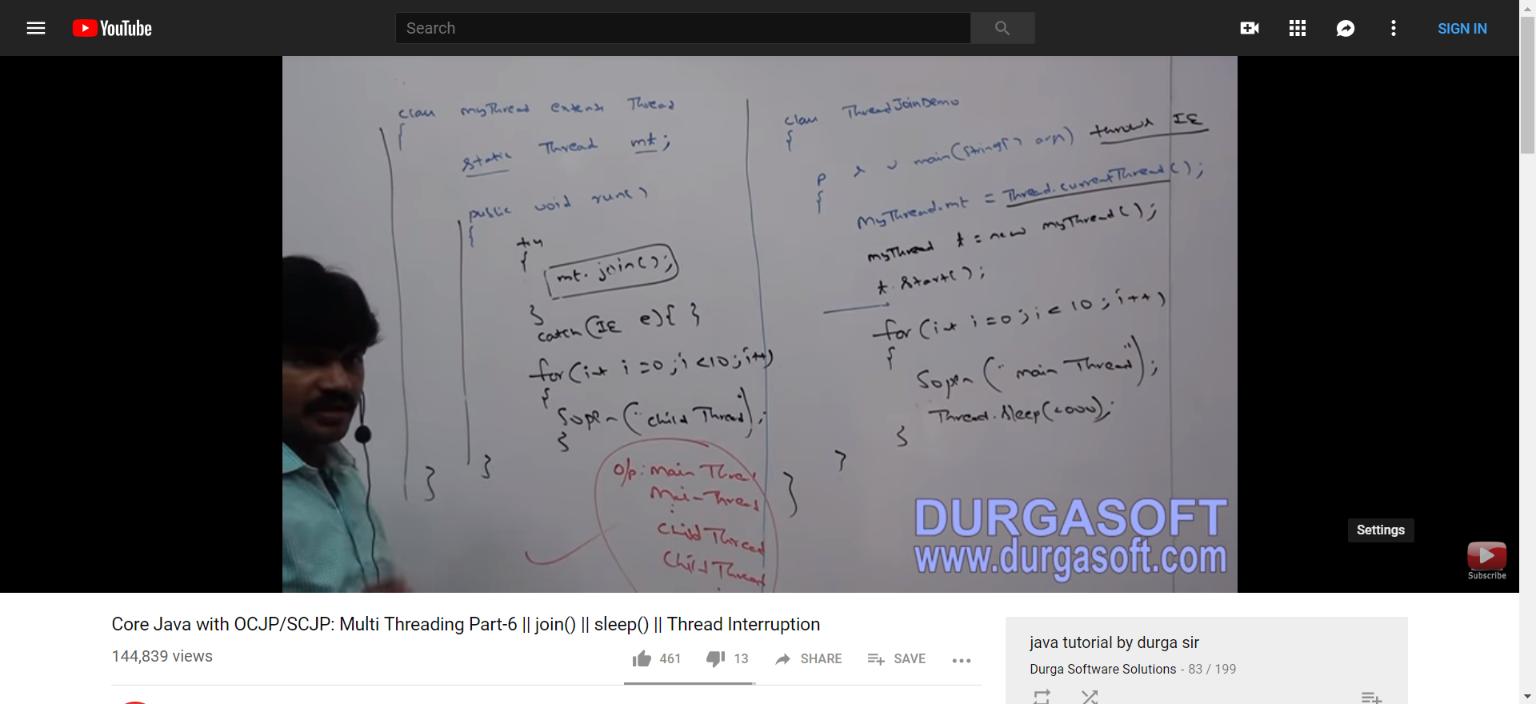 YouTube
Search
SIGN IN
class myThread extends Thread
{
static Thread mt;
public void run()
{
try
{
mt.join();
}
catch(IE e){ }
for(int i=0;i<10;i++)
{
Sopln("child Thread");
}
}
}
class ThreadJoinDemo
{
p s v main(String[] args) throws IE
{
MyThread.mt = Thread.currentThread();
myThread t = new myThread();
t.start();
for(int i=0;i<10;i++)
{
Sopln("main Thread");
Thread.sleep(2000);
}
}
}
o/p: Main Thread
Main Thread
:
Child Thread
Child Thread
DURGASOFT
www.durgasoft.com
Settings
Subscribe
Core Java with OCJP/SCJP: Multi Threading Part-6 || join() || sleep() || Thread Interruption
144,839 views
461
13
SHARE
SAVE
java tutorial by durga sir
Durga Software Solutions - 83 / 199